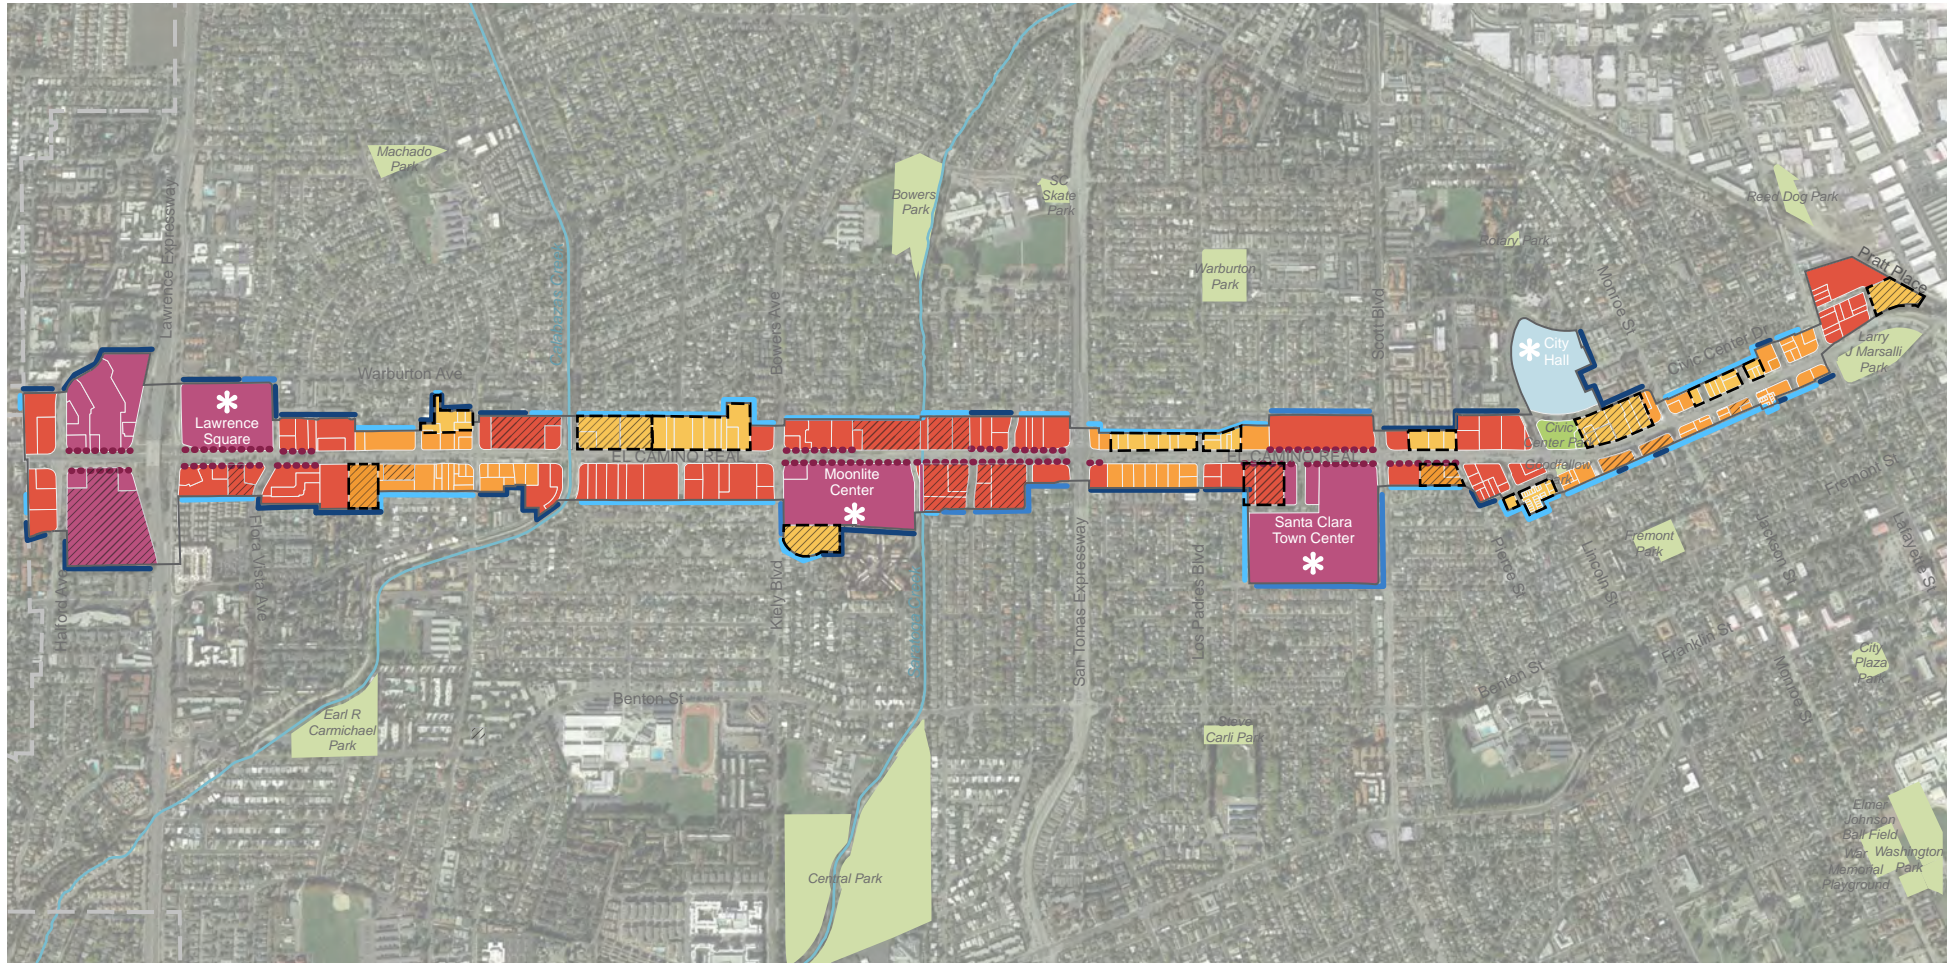 Machado
Park
Bowers
Park
SC
Skate
Park
Reed Dog Park
Rotary Park
Warburton
Park
Pratt Place
Lawrence Expressway
Bowers Ave
Scott Blvd
Monroe St
City
Hall
Civic Center Dr
Larry
J Marsalli
Park
Warburton Ave
Lawrence
Square
Civic
Center Park
EL CAMINO REAL
EL CAMINO REAL
Goodfellow
Moonlite
Center
Santa Clara
Town Center
Fremont
Park
Halford Ave
Flora Vista Ave
Kiely Blvd
San Tomas Expressway
Los Padres Blvd
Pierce St
Lincoln St
Jackson St
Lafayette St
Franklin St
Benton St
Benton St
Monroe St
City
Plaza
Park
Earl R
Carmichael
Park
Steve
Carli Park
Central Park
Elmer
Johnson
Ball Field
War
Memorial
Playground
Washington
Park